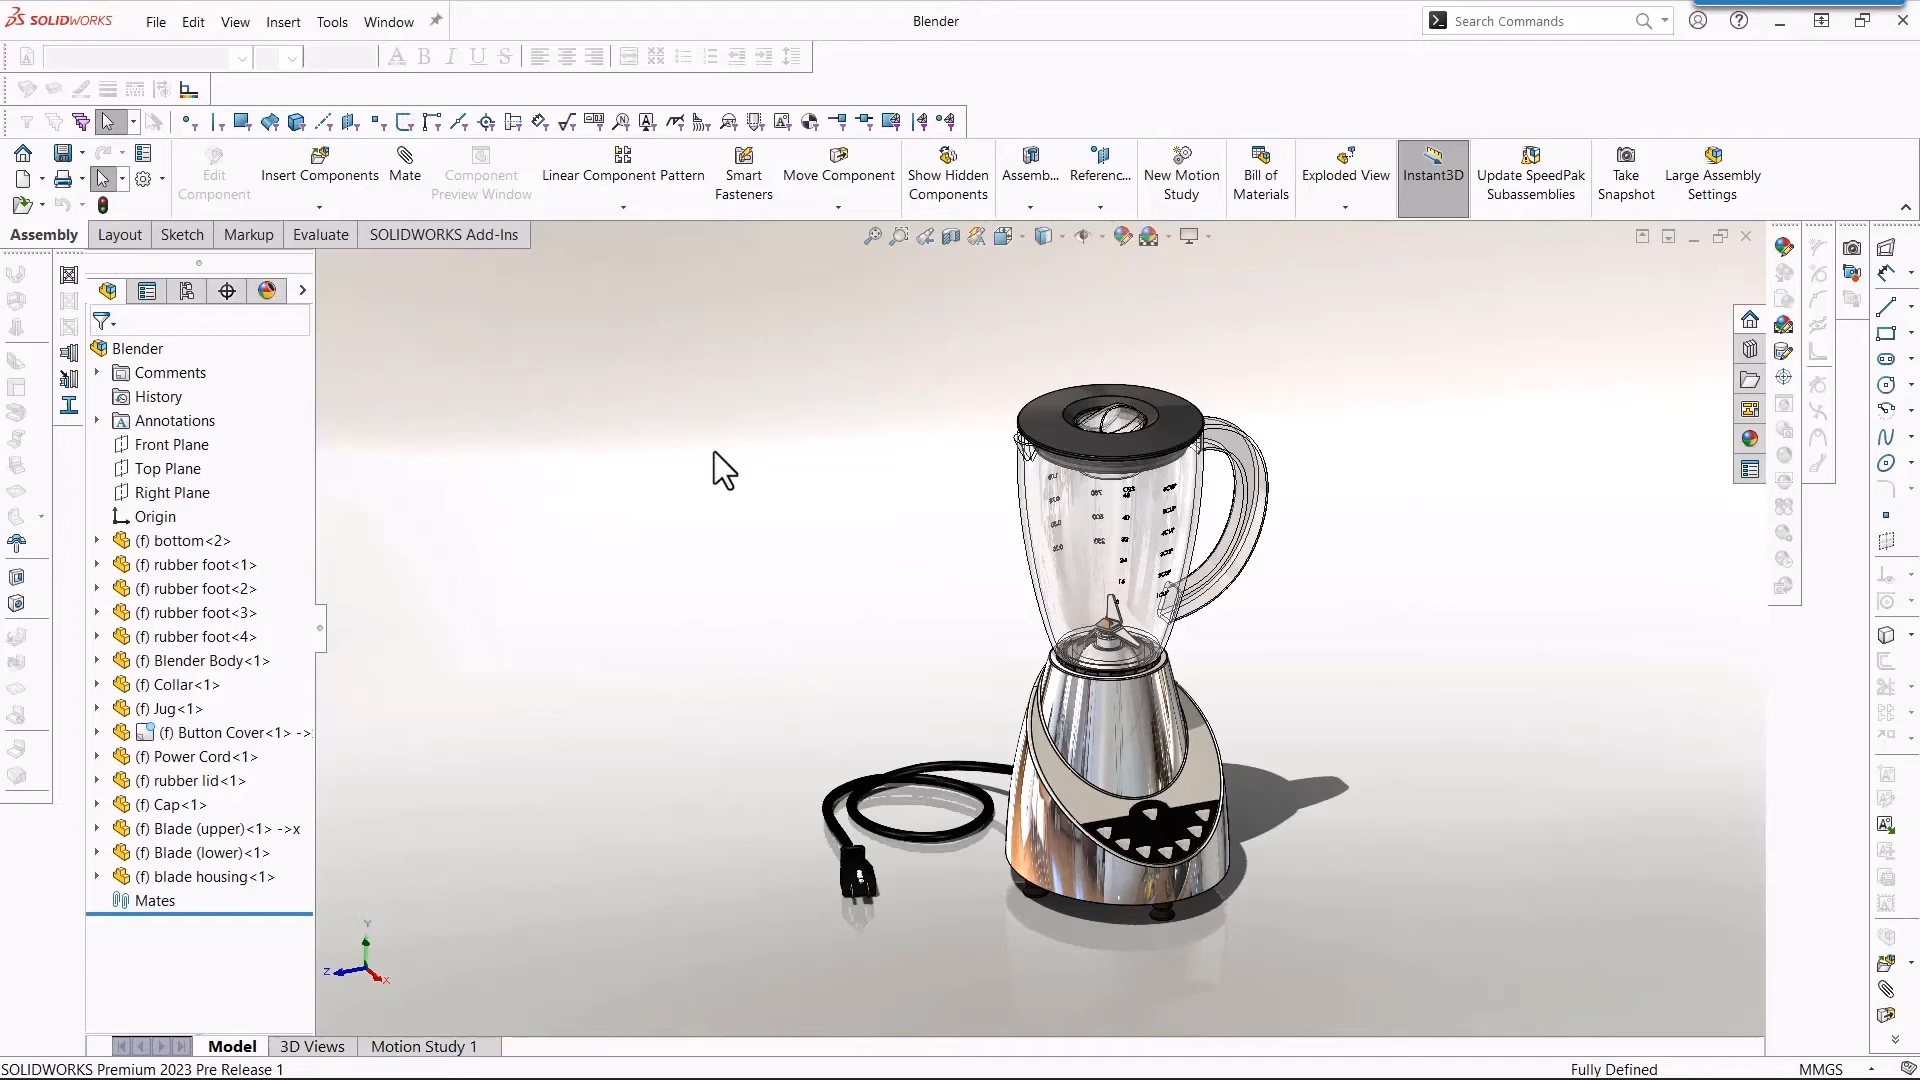 SOLIDWORKS
File Edit View Insert Tools Window
Blender
Search Commands
Edit Component
Insert Components
Mate
Component Preview Window
Linear Component Pattern
Smart Fasteners
Move Component
Show Hidden Components
Assemb...
Referenc...
New Motion Study
Bill of Materials
Exploded View
Instant3D
Update SpeedPak Subassemblies
Take Snapshot
Large Assembly Settings
Assembly Layout Sketch Markup Evaluate SOLIDWORKS Add-Ins
Blender
Comments
History
Annotations
Front Plane
Top Plane
Right Plane
Origin
(f) bottom<2>
(f) rubber foot<1>
(f) rubber foot<2>
(f) rubber foot<3>
(f) rubber foot<4>
(f) Blender Body<1>
(f) Collar<1>
(f) Jug<1>
(f) Button Cover<1> ->
(f) Power Cord<1>
(f) rubber lid<1>
(f) Cap<1>
(f) Blade (upper)<1> ->x
(f) Blade (lower)<1>
(f) blade housing<1>
Mates
Y
Z
X
Model 3D Views Motion Study 1
SOLIDWORKS Premium 2023 Pre Release 1
Fully Defined
MMGS